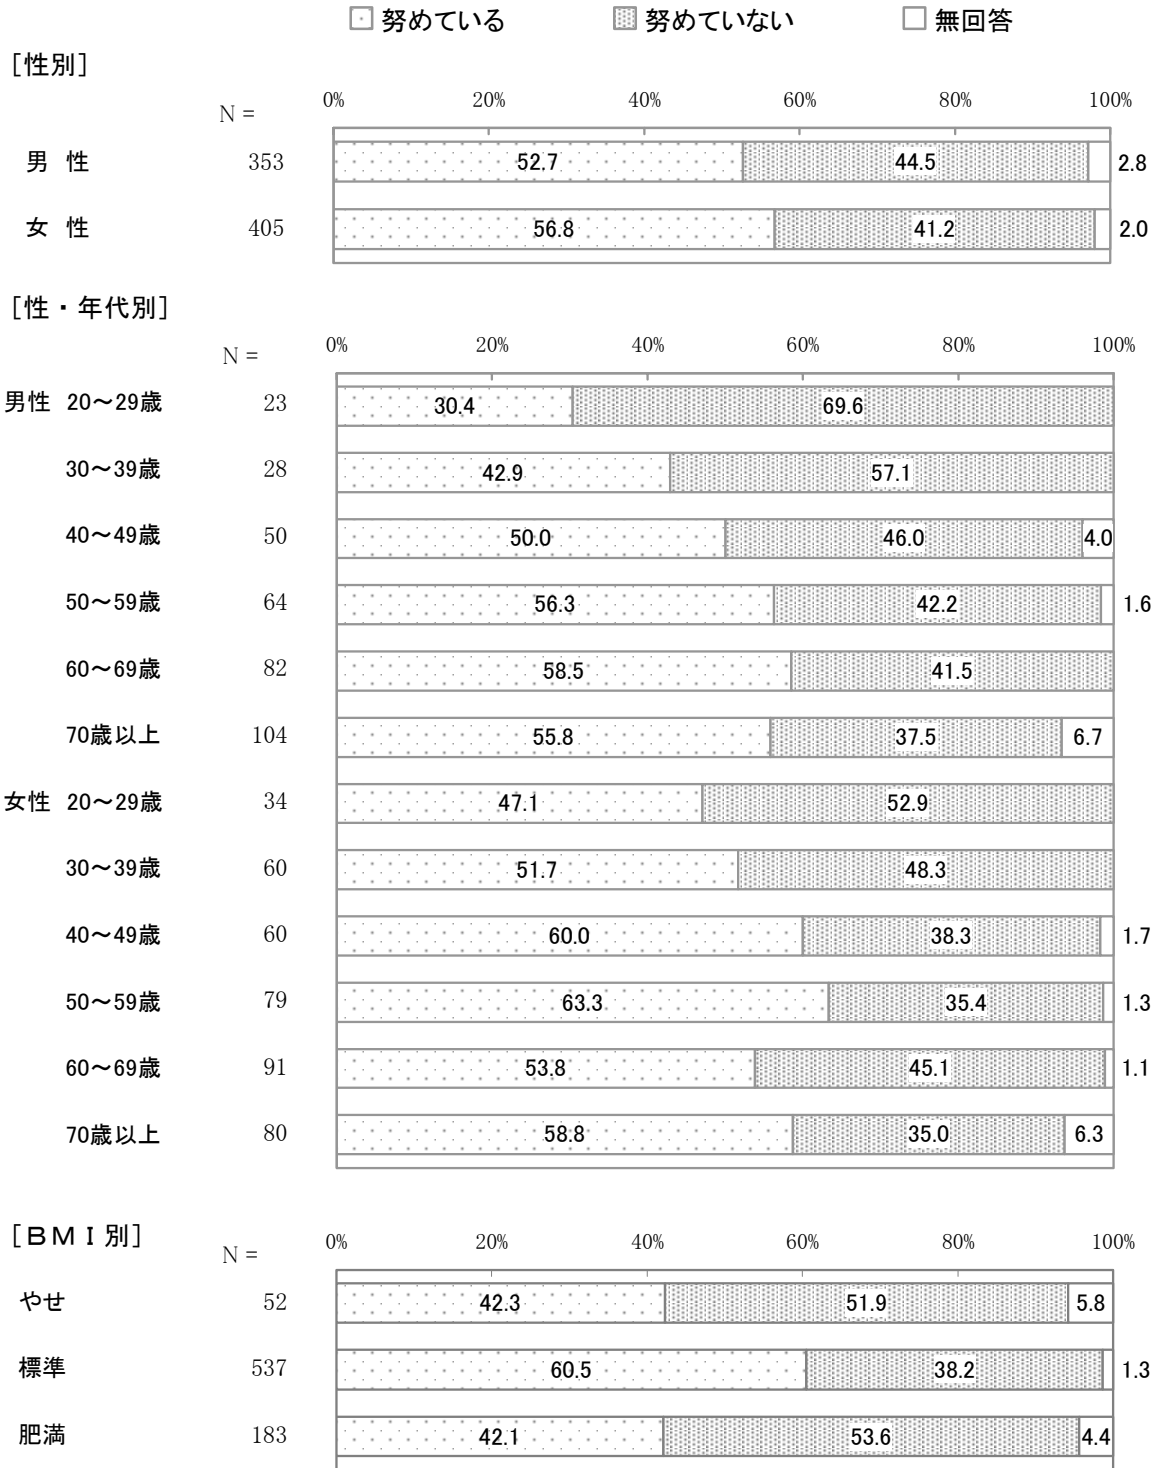 努めている 努めていない 無回答
［性別］
N = 0% 20% 40% 60% 80% 100%
男 性 353 52.7 44.5 2.8
女 性 405 56.8 41.2 2.0
［性・年代別］
N = 0% 20% 40% 60% 80% 100%
男性 20～29歳 23 30.4 69.6
30～39歳 28 42.9 57.1
40～49歳 50 50.0 46.0 4.0
50～59歳 64 56.3 42.2 1.6
60～69歳 82 58.5 41.5
70歳以上 104 55.8 37.5 6.7
女性 20～29歳 34 47.1 52.9
30～39歳 60 51.7 48.3
40～49歳 60 60.0 38.3 1.7
50～59歳 79 63.3 35.4 1.3
60～69歳 91 53.8 45.1 1.1
70歳以上 80 58.8 35.0 6.3
［ＢＭＩ別］
N = 0% 20% 40% 60% 80% 100%
やせ 52 42.3 51.9 5.8
標準 537 60.5 38.2 1.3
肥満 183 42.1 53.6 4.4